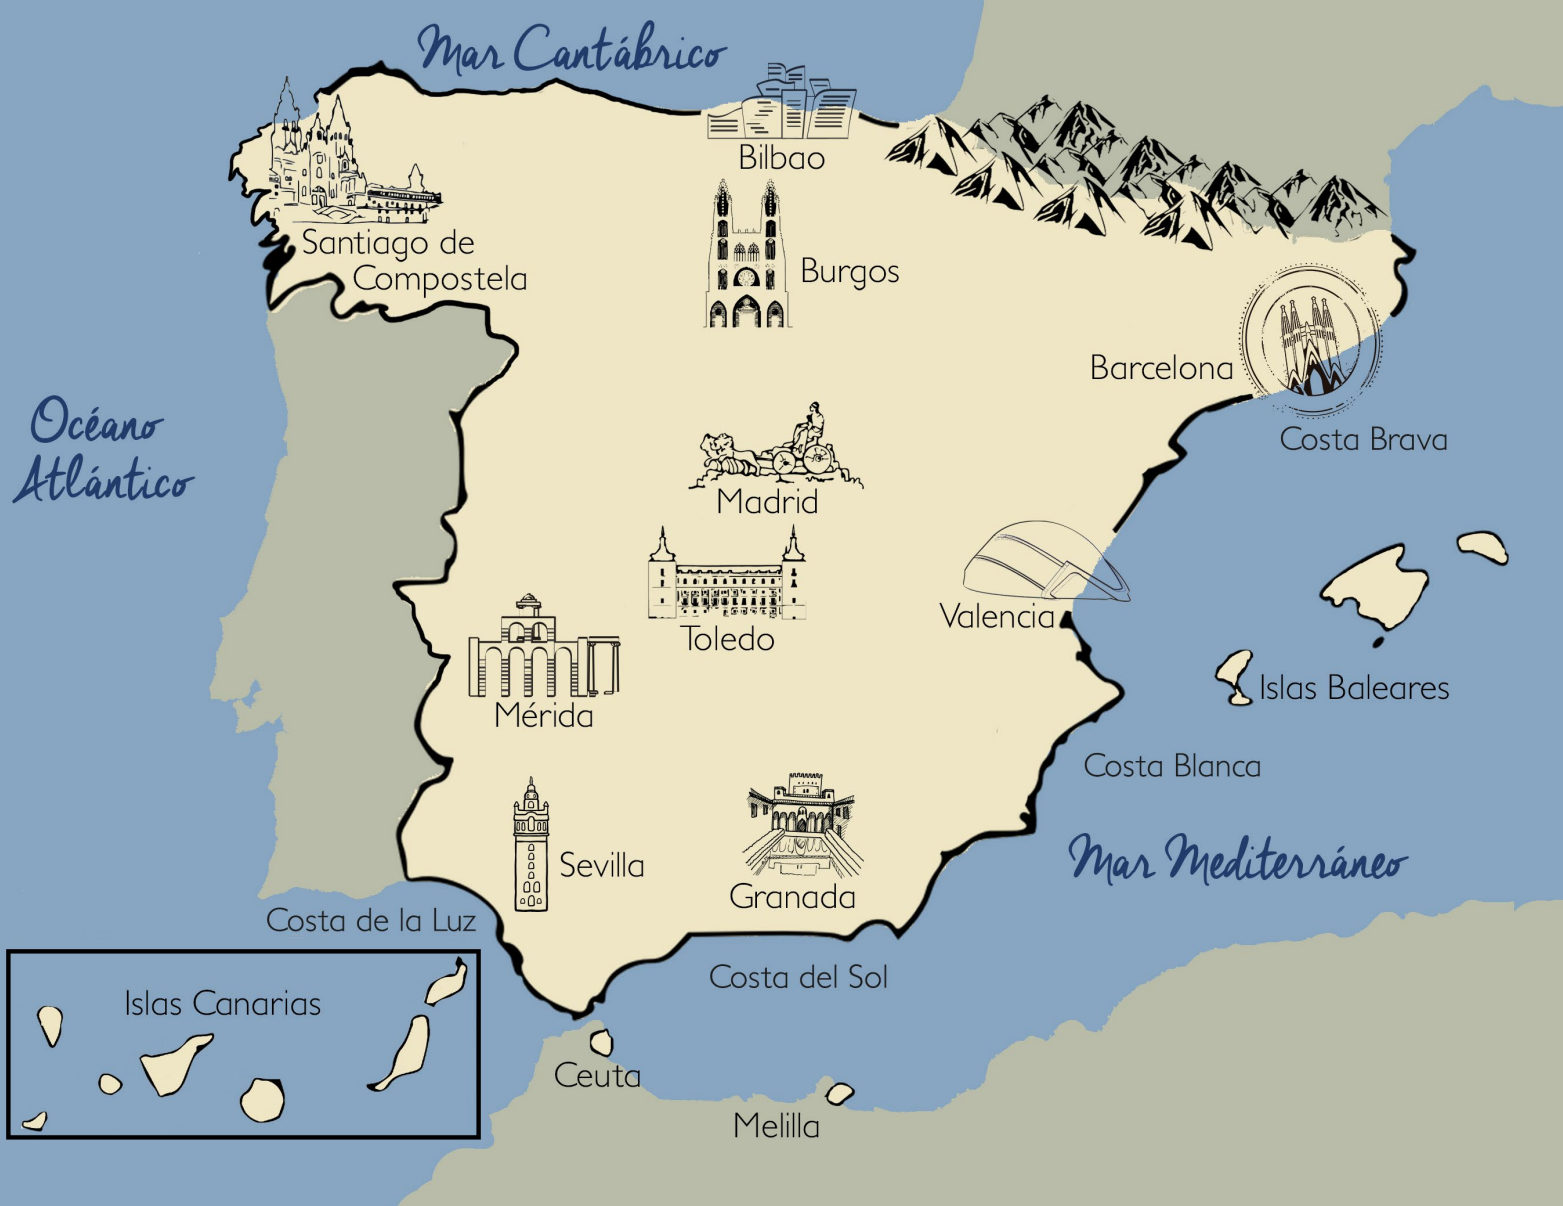 Mar Cantábrico
Bilbao
Santiago de
Compostela
Burgos
Barcelona
Océano
Atlántico
Costa Brava
Madrid
Valencia
Toledo
Islas Baleares
Mérida
Costa Blanca
Mar Mediterráneo
Sevilla
Granada
Costa de la Luz
Costa del Sol
Islas Canarias
Ceuta
Melilla